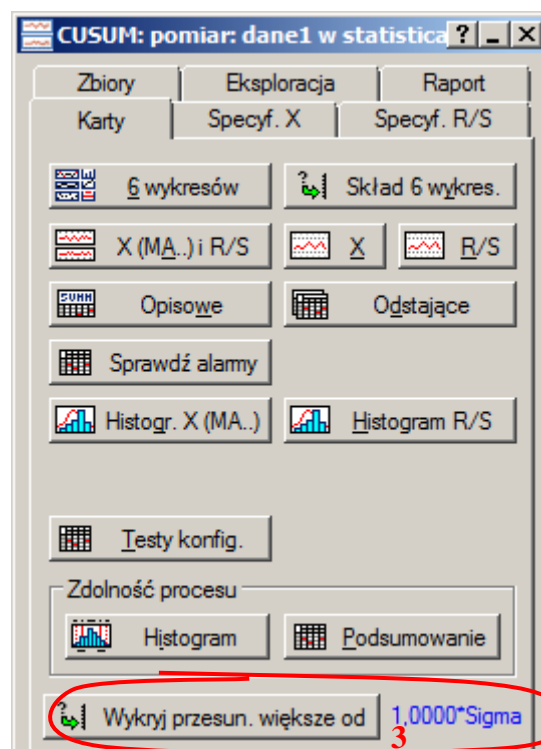 CUSUM: pomiar: dane1 w statistica
Zbiory Eksploracja Raport
Karty Specyf. X Specyf. R/S
6 wykresów Skład 6 wykres.
X (MA..) i R/S X R/S
SUMM Opisowe Odstające
Sprawdź alarmy
Histogr. X (MA..) Histogram R/S
Testy konfig.
Zdolność procesu
Histogram Podsumowanie
Wykryj przesun. większe od 1,0000*Sigma
3